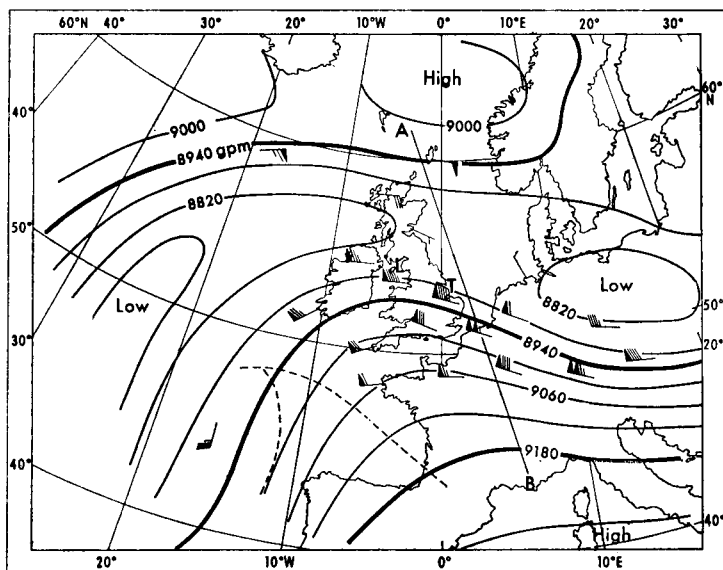 60°N 40° 30° 20° 10°W 0° 10°E 20° 30°
40°
High
60°
N
9000
9000
A
8940 gpm
8820
50°
Low
T
Low
8820
50°
30°
20°
8940
9060
9180
40°
B
High
40°
20° 10°W 0° 10°E